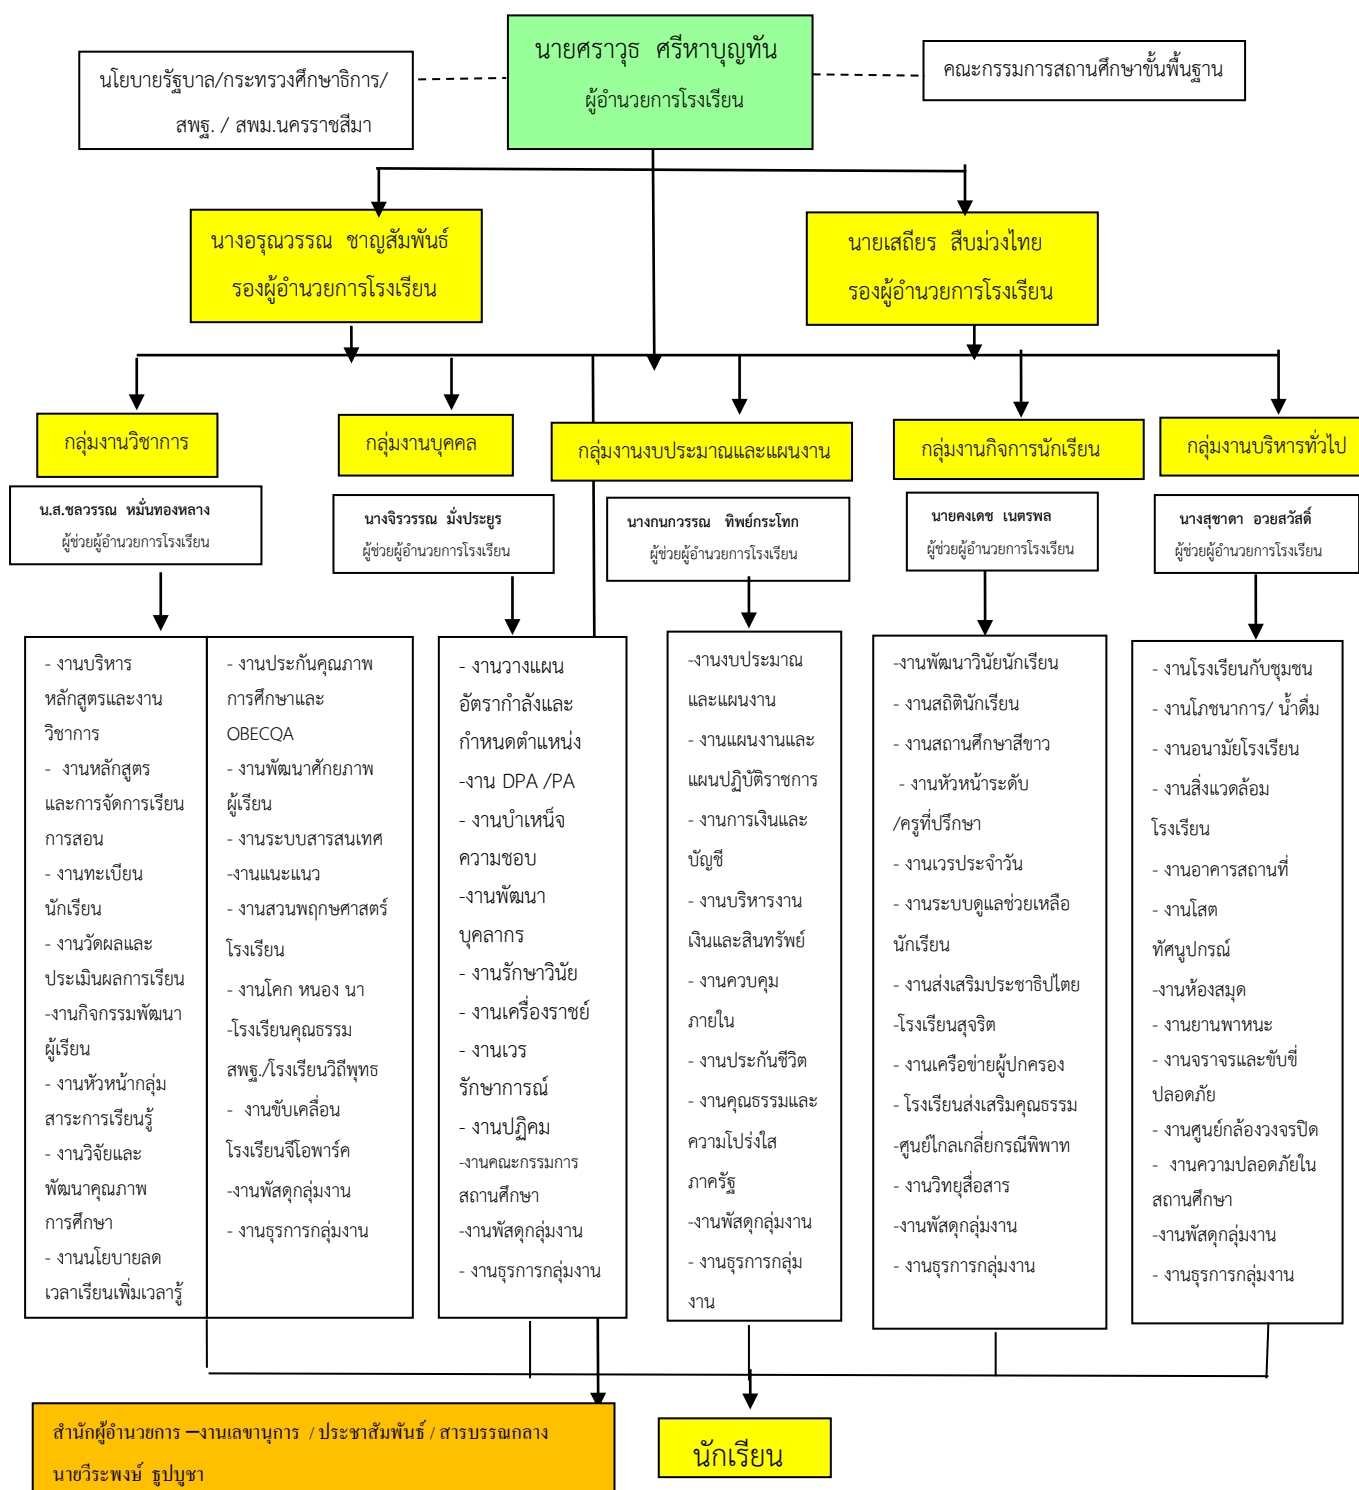 นายศราวุธ ศรีหาบุญทัน
ผู้อำนวยการโรงเรียน
นโยบายรัฐบาล/กระทรวงศึกษาธิการ/
สพฐ. / สพม.นครราชสีมา
คณะกรรมการสถานศึกษาขั้นพื้นฐาน
นางอรุณวรรณ ชาญสัมพันธ์
รองผู้อำนวยการโรงเรียน
นายเสถียร สืบม่วงไทย
รองผู้อำนวยการโรงเรียน
กลุ่มงานวิชาการ
กลุ่มงานบุคคล
กลุ่มงานงบประมาณและแผนงาน
กลุ่มงานกิจการนักเรียน
กลุ่มงานบริหารทั่วไป
น.ส.ชลวรรณ หมั่นทองหลาง
ผู้ช่วยผู้อำนวยการโรงเรียน
นางจิรวรรณ มั่งประยูร
ผู้ช่วยผู้อำนวยการโรงเรียน
นางกนกวรรณ ทิพย์กระโทก
ผู้ช่วยผู้อำนวยการโรงเรียน
นายคงเดช เนตรพล
ผู้ช่วยผู้อำนวยการโรงเรียน
นางสุชาดา อวยสวัสดิ์
ผู้ช่วยผู้อำนวยการโรงเรียน
- งานบริหาร
หลักสูตรและงาน
วิชาการ
- งานหลักสูตร
และการจัดการเรียน
การสอน
- งานทะเบียน
นักเรียน
- งานวัดผลและ
ประเมินผลการเรียน
-งานกิจกรรมพัฒนา
ผู้เรียน
- งานหัวหน้ากลุ่ม
สาระการเรียนรู้
- งานวิจัยและ
พัฒนาคุณภาพ
การศึกษา
- งานนโยบายลด
เวลาเรียนเพิ่มเวลารู้
- งานประกันคุณภาพ
การศึกษาและ
OBECQA
- งานพัฒนาศักยภาพ
ผู้เรียน
- งานระบบสารสนเทศ
-งานแนะแนว
- งานสวนพฤกษศาสตร์
โรงเรียน
- งานโคก หนอง นา
-โรงเรียนคุณธรรม
สพฐ./โรงเรียนวิถีพุทธ
- งานขับเคลื่อน
โรงเรียนจีโอพาร์ค
-งานพัสดุกลุ่มงาน
- งานธุรการกลุ่มงาน
- งานวางแผน
อัตรากำลังและ
กำหนดตำแหน่ง
-งาน DPA /PA
- งานบำเหน็จ
ความชอบ
-งานพัฒนา
บุคลากร
- งานรักษาวินัย
- งานเครื่องราชย์
- งานเวร
รักษาการณ์
- งานปฏิคม
-งานคณะกรรมการ
สถานศึกษา
-งานพัสดุกลุ่มงาน
- งานธุรการกลุ่มงาน
-งานงบประมาณ
และแผนงาน
- งานแผนงานและ
แผนปฏิบัติราชการ
- งานการเงินและ
บัญชี
- งานบริหารงาน
เงินและสินทรัพย์
- งานควบคุม
ภายใน
- งานประกันชีวิต
- งานคุณธรรมและ
ความโปร่งใส
ภาครัฐ
-งานพัสดุกลุ่มงาน
- งานธุรการกลุ่ม
งาน
-งานพัฒนาวินัยนักเรียน
- งานสถิตินักเรียน
- งานสถานศึกษาสีขาว
- งานหัวหน้าระดับ
/ครูที่ปรึกษา
- งานเวรประจำวัน
- งานระบบดูแลช่วยเหลือ
นักเรียน
- งานส่งเสริมประชาธิปไตย
-โรงเรียนสุจริต
- งานเครือข่ายผู้ปกครอง
- โรงเรียนส่งเสริมคุณธรรม
-ศูนย์ไกลเกลี่ยกรณีพิพาท
- งานวิทยุสื่อสาร
-งานพัสดุกลุ่มงาน
- งานธุรการกลุ่มงาน
- งานโรงเรียนกับชุมชน
- งานโภชนาการ/ น้ำดื่ม
- งานอนามัยโรงเรียน
- งานสิ่งแวดล้อม
โรงเรียน
- งานอาคารสถานที่
- งานโสต
ทัศนูปกรณ์
-งานห้องสมุด
- งานยานพาหนะ
- งานจราจรและขับขี่
ปลอดภัย
- งานศูนย์กล้องวงจรปิด
- งานความปลอดภัยใน
สถานศึกษา
-งานพัสดุกลุ่มงาน
- งานธุรการกลุ่มงาน
สำนักผู้อำนวยการ –งานเลขานุการ / ประชาสัมพันธ์ / สารบรรณกลาง
นายวีระพงษ์ ธูปบูชา
นักเรียน